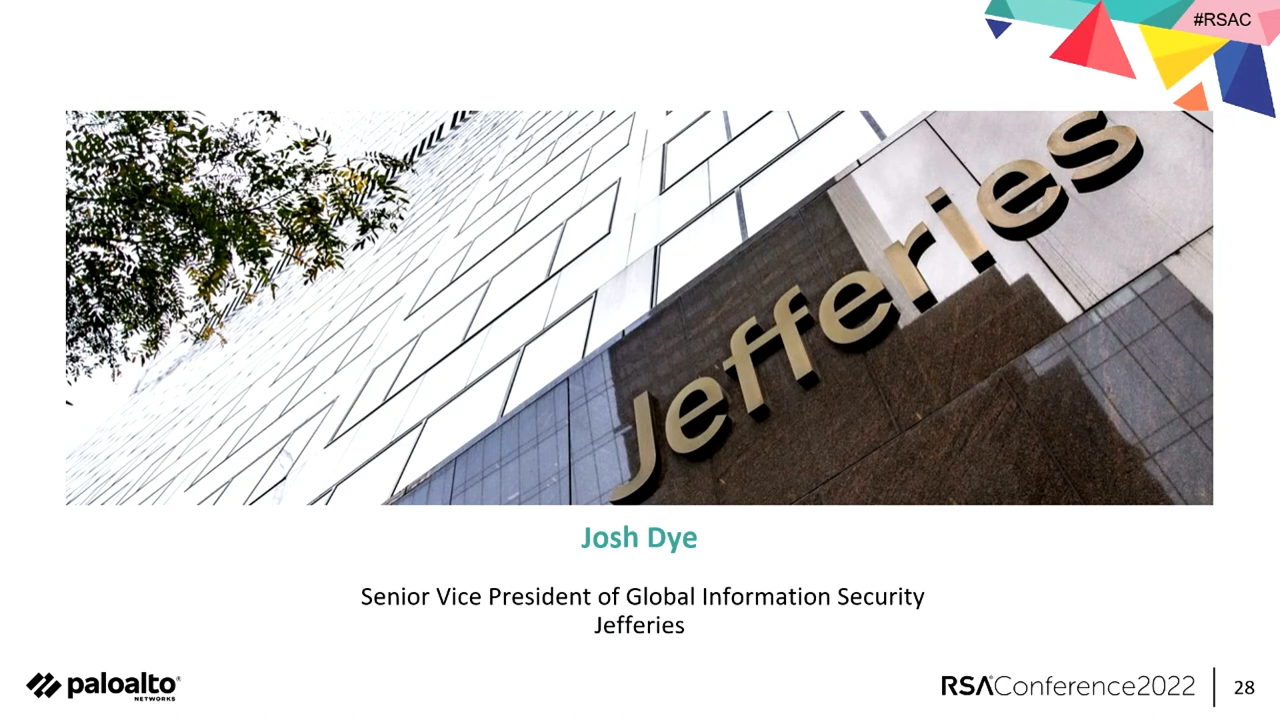 #RSAC
Jefferies
Josh Dye
Senior Vice President of Global Information Security
Jefferies
paloalto®
NETWORKS
RSAConference2022
28